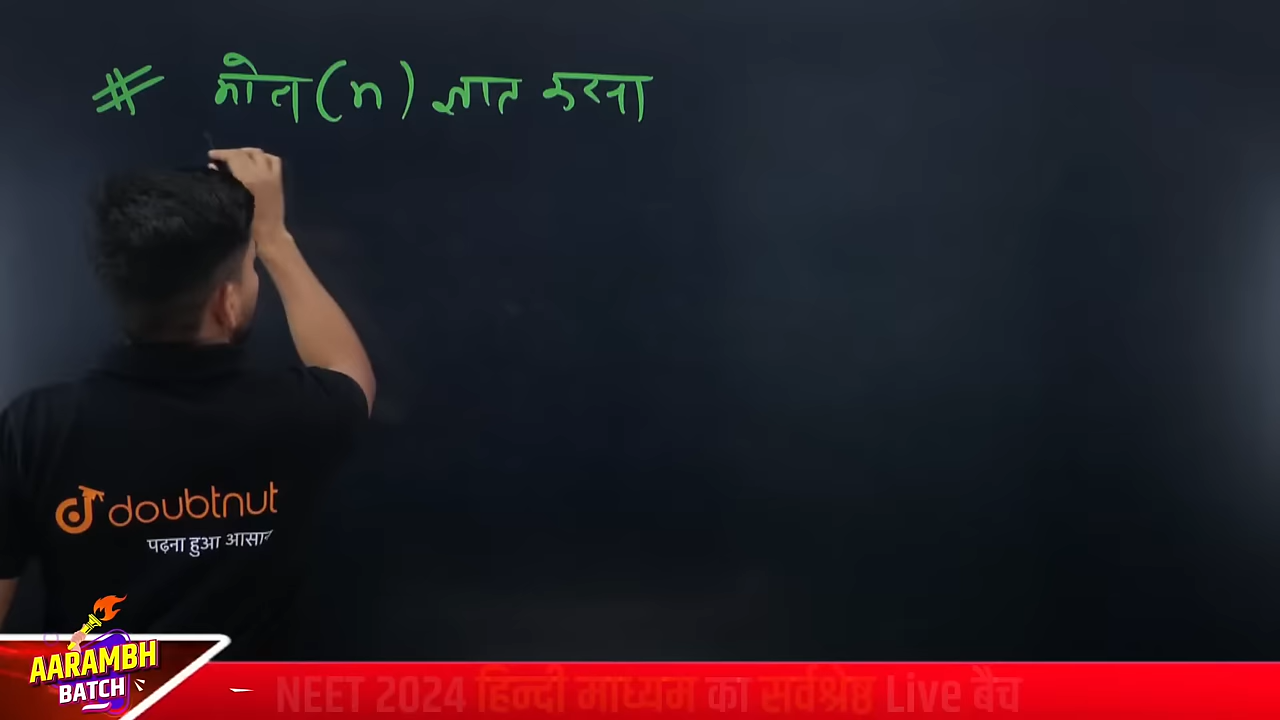 # मोल (n) ज्ञात करना
doubtnut
पढ़ना हुआ आसान
AARAMBH
BATCH
NEET 2024 हिन्दी माध्यम का सर्वश्रेष्ठ Live बैच